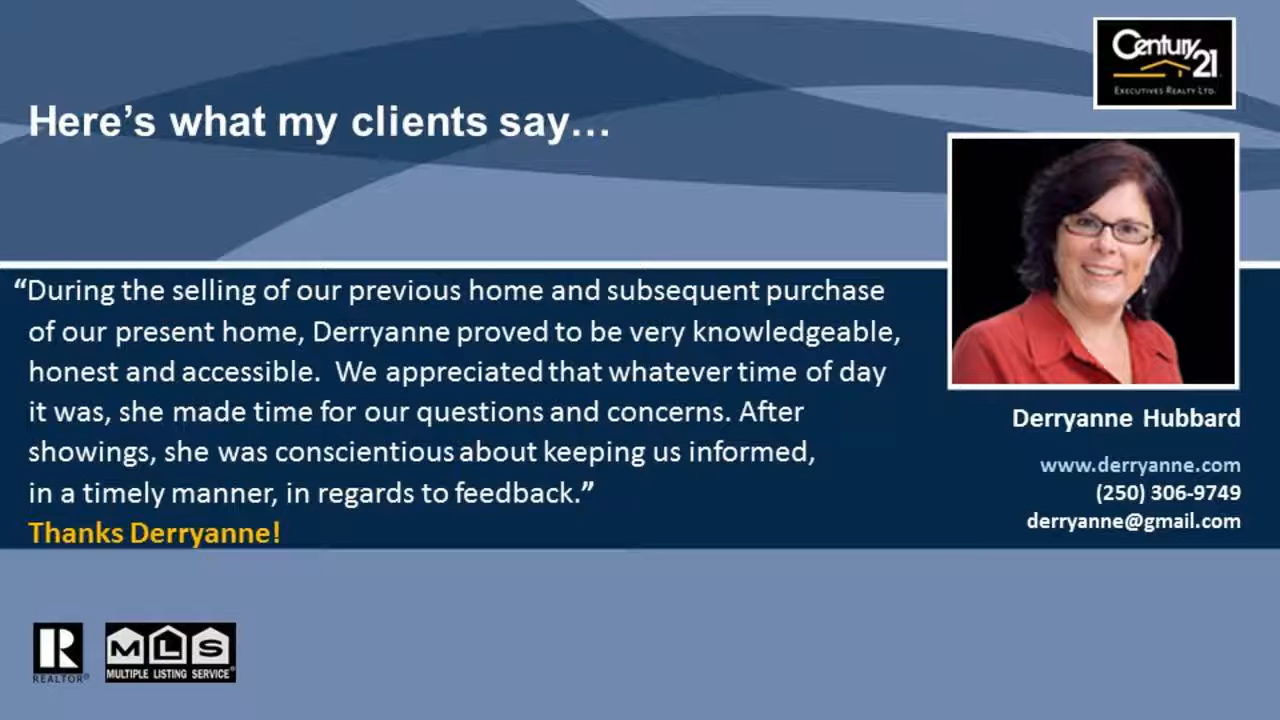 Century 21
EXECUTIVES REALTY LTD.
Here's what my clients say…
“During the selling of our previous home and subsequent purchase
of our present home, Derryanne proved to be very knowledgeable,
honest and accessible.  We appreciated that whatever time of day
it was, she made time for our questions and concerns. After
showings, she was conscientious about keeping us informed,
in a timely manner, in regards to feedback.”
Thanks Derryanne!
Derryanne Hubbard
www.derryanne.com
(250) 306-9749
derryanne@gmail.com
R
REALTOR®
MLS
MULTIPLE LISTING SERVICE®